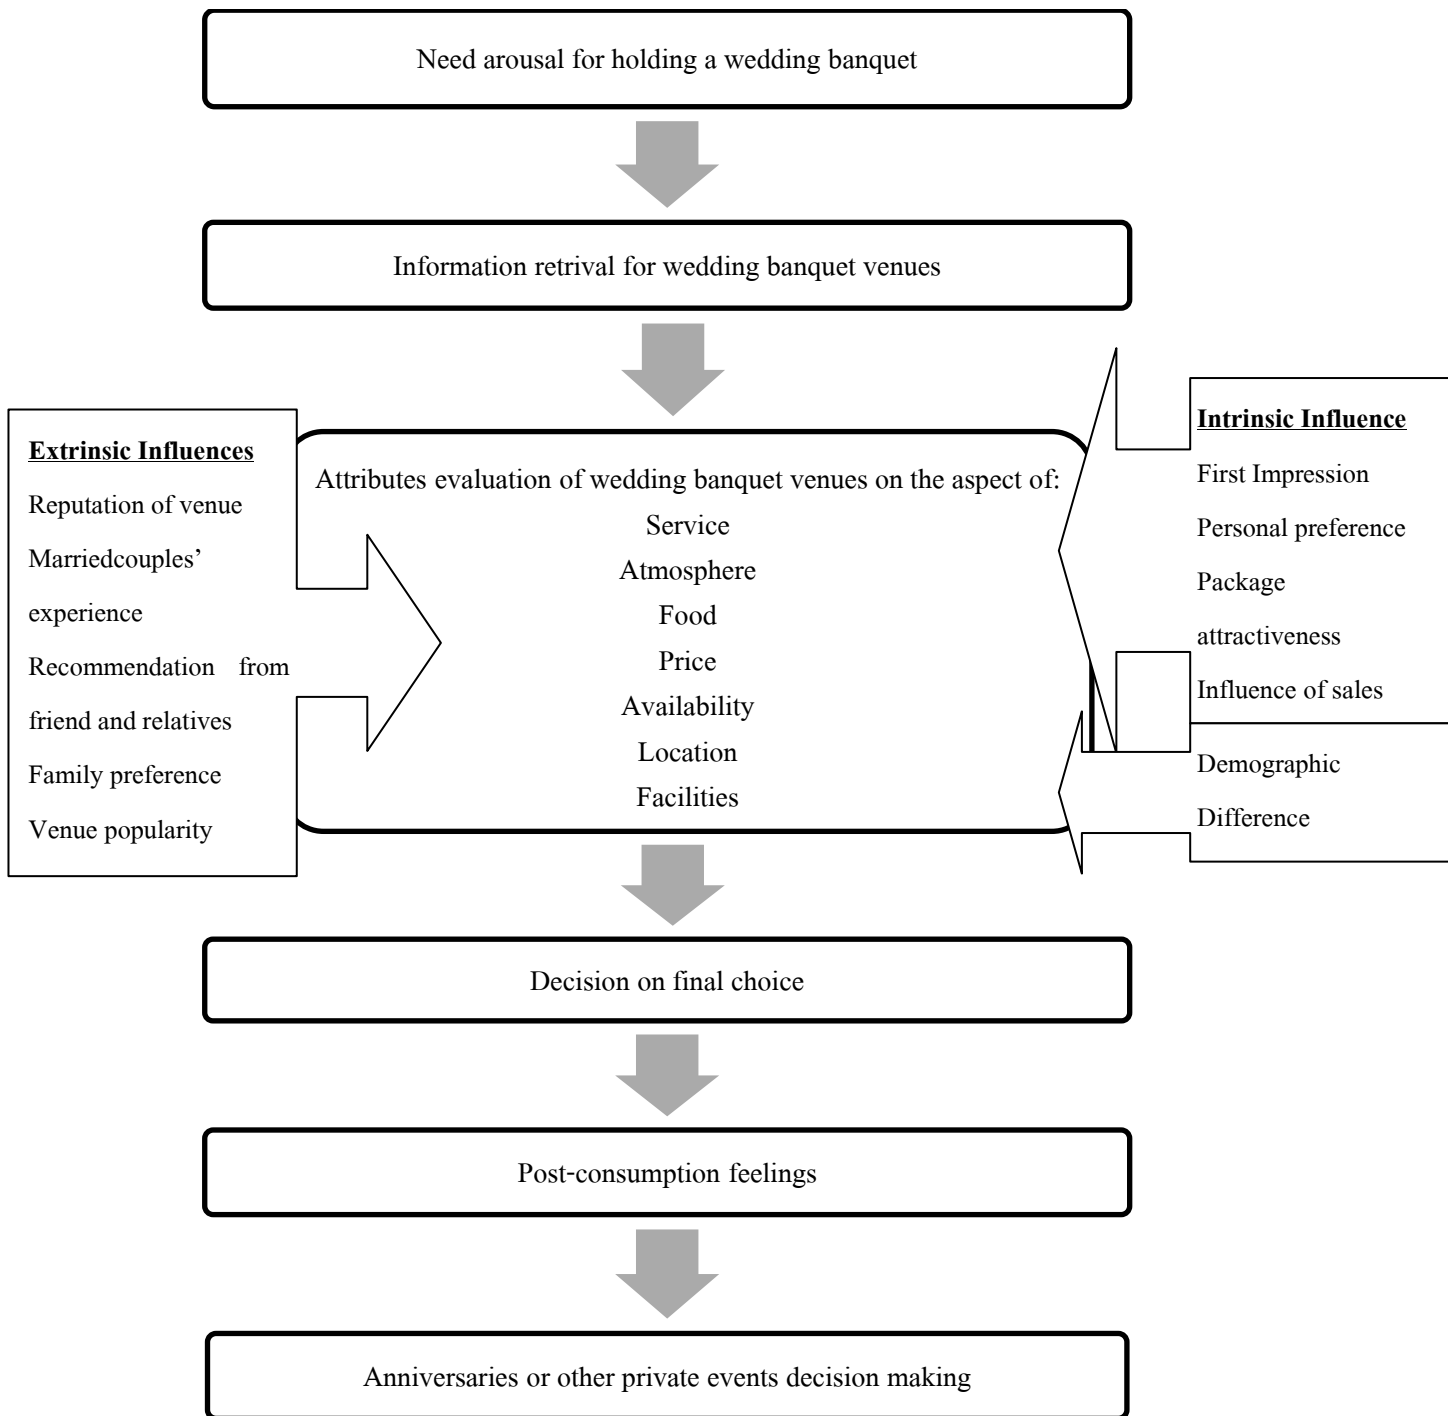 Need arousal for holding a wedding banquet
Information retrival for wedding banquet venues
Extrinsic Influences
Reputation of venue
Marriedcouples’
experience
Recommendation from
friend and relatives
Family preference
Venue popularity
Attributes evaluation of wedding banquet venues on the aspect of:
Service
Atmosphere
Food
Price
Availability
Location
Facilities
Intrinsic Influence
First Impression
Personal preference
Package
attractiveness
Influence of sales
Demographic
Difference
Decision on final choice
Post-consumption feelings
Anniversaries or other private events decision making